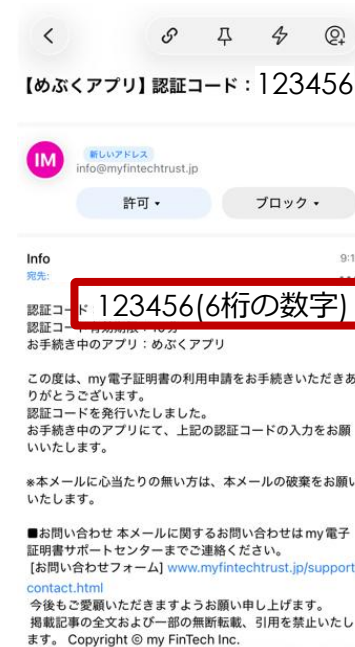 【めぶくアプリ】認証コード：123456
IM
新しいアドレス
info@myfintechtrust.jp
許可
ブロック
Info
9:1
宛先:
認証コード
123456(6桁の数字)
お手続き中のアプリ：めぶくアプリ
この度は、my電子証明書の利用申請をお手続きいただきあ
りがとうございます。
認証コードを発行いたしました。
お手続き中のアプリにて、上記の認証コードの入力をお願
いいたします。
※本メールに心当たりの無い方は、本メールの破棄をお願い
いたします。
■お問い合わせ 本メールに関するお問い合わせは my電子
証明書サポートセンターまでご連絡ください。
[お問い合わせフォーム] www.myfintechtrust.jp/support
contact.html
今後もご愛顧いただきますようお願い申し上げます。
掲載記事の全文および一部の無断転載、引用を禁止いたし
ます。 Copyright © my FinTech Inc.